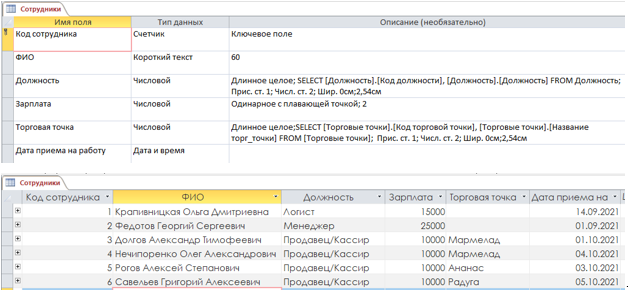 Сотрудники
Имя поля Тип данных Описание (необязательно)
Код сотрудника Счетчик Ключевое поле
ФИО Короткий текст 60
Должность Числовой Длинное целое; SELECT [Должность].[Код должности], [Должность].[Должность] FROM Должность;
Прис. ст. 1; Числ. ст. 2; Шир. 0см;2,54см
Зарплата Числовой Одинарное с плавающей точкой; 2
Торговая точка Числовой Длинное целое;SELECT [Торговые точки].[Код торговой точки], [Торговые точки].[Название
торг_точки] FROM [Торговые точки]; Прис. ст. 1; Числ. ст. 2; Шир. 0см;2,54см
Дата приема на работу Дата и время
Сотрудники
Код сотрудника ФИО Должность Зарплата Торговая точка Дата приема на
1 Крапивницкая Ольга Дмитриевна Логист 15000 14.09.2021
2 Федотов Георгий Сергеевич Менеджер 25000 01.09.2021
3 Долгов Александр Тимофеевич Продавец/Кассир 10000 Мармелад 01.10.2021
4 Нечипоренко Олег Александрович Продавец/Кассир 10000 Мармелад 04.10.2021
5 Рогов Алексей Степанович Продавец/Кассир 10000 Ананас 03.10.2021
6 Савельев Григорий Алексеевич Продавец/Кассир 10000 Радуга 05.10.2021